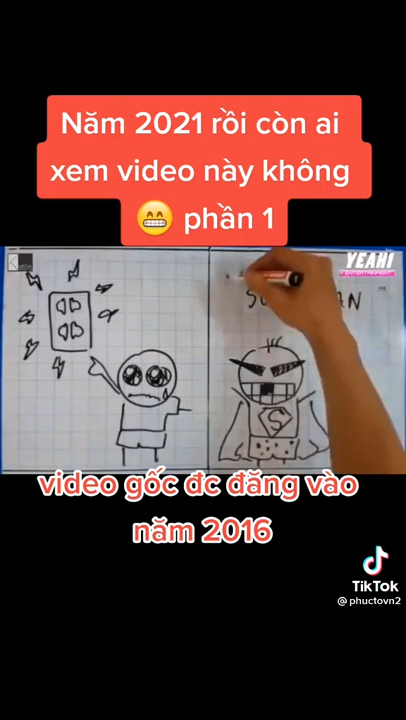 Năm 2021 rồi còn ai
xem video này không
😁 phần 1
YEAH1
S
AN
S
video gốc đc đăng vào
năm 2016
TikTok
@ phuctovn2